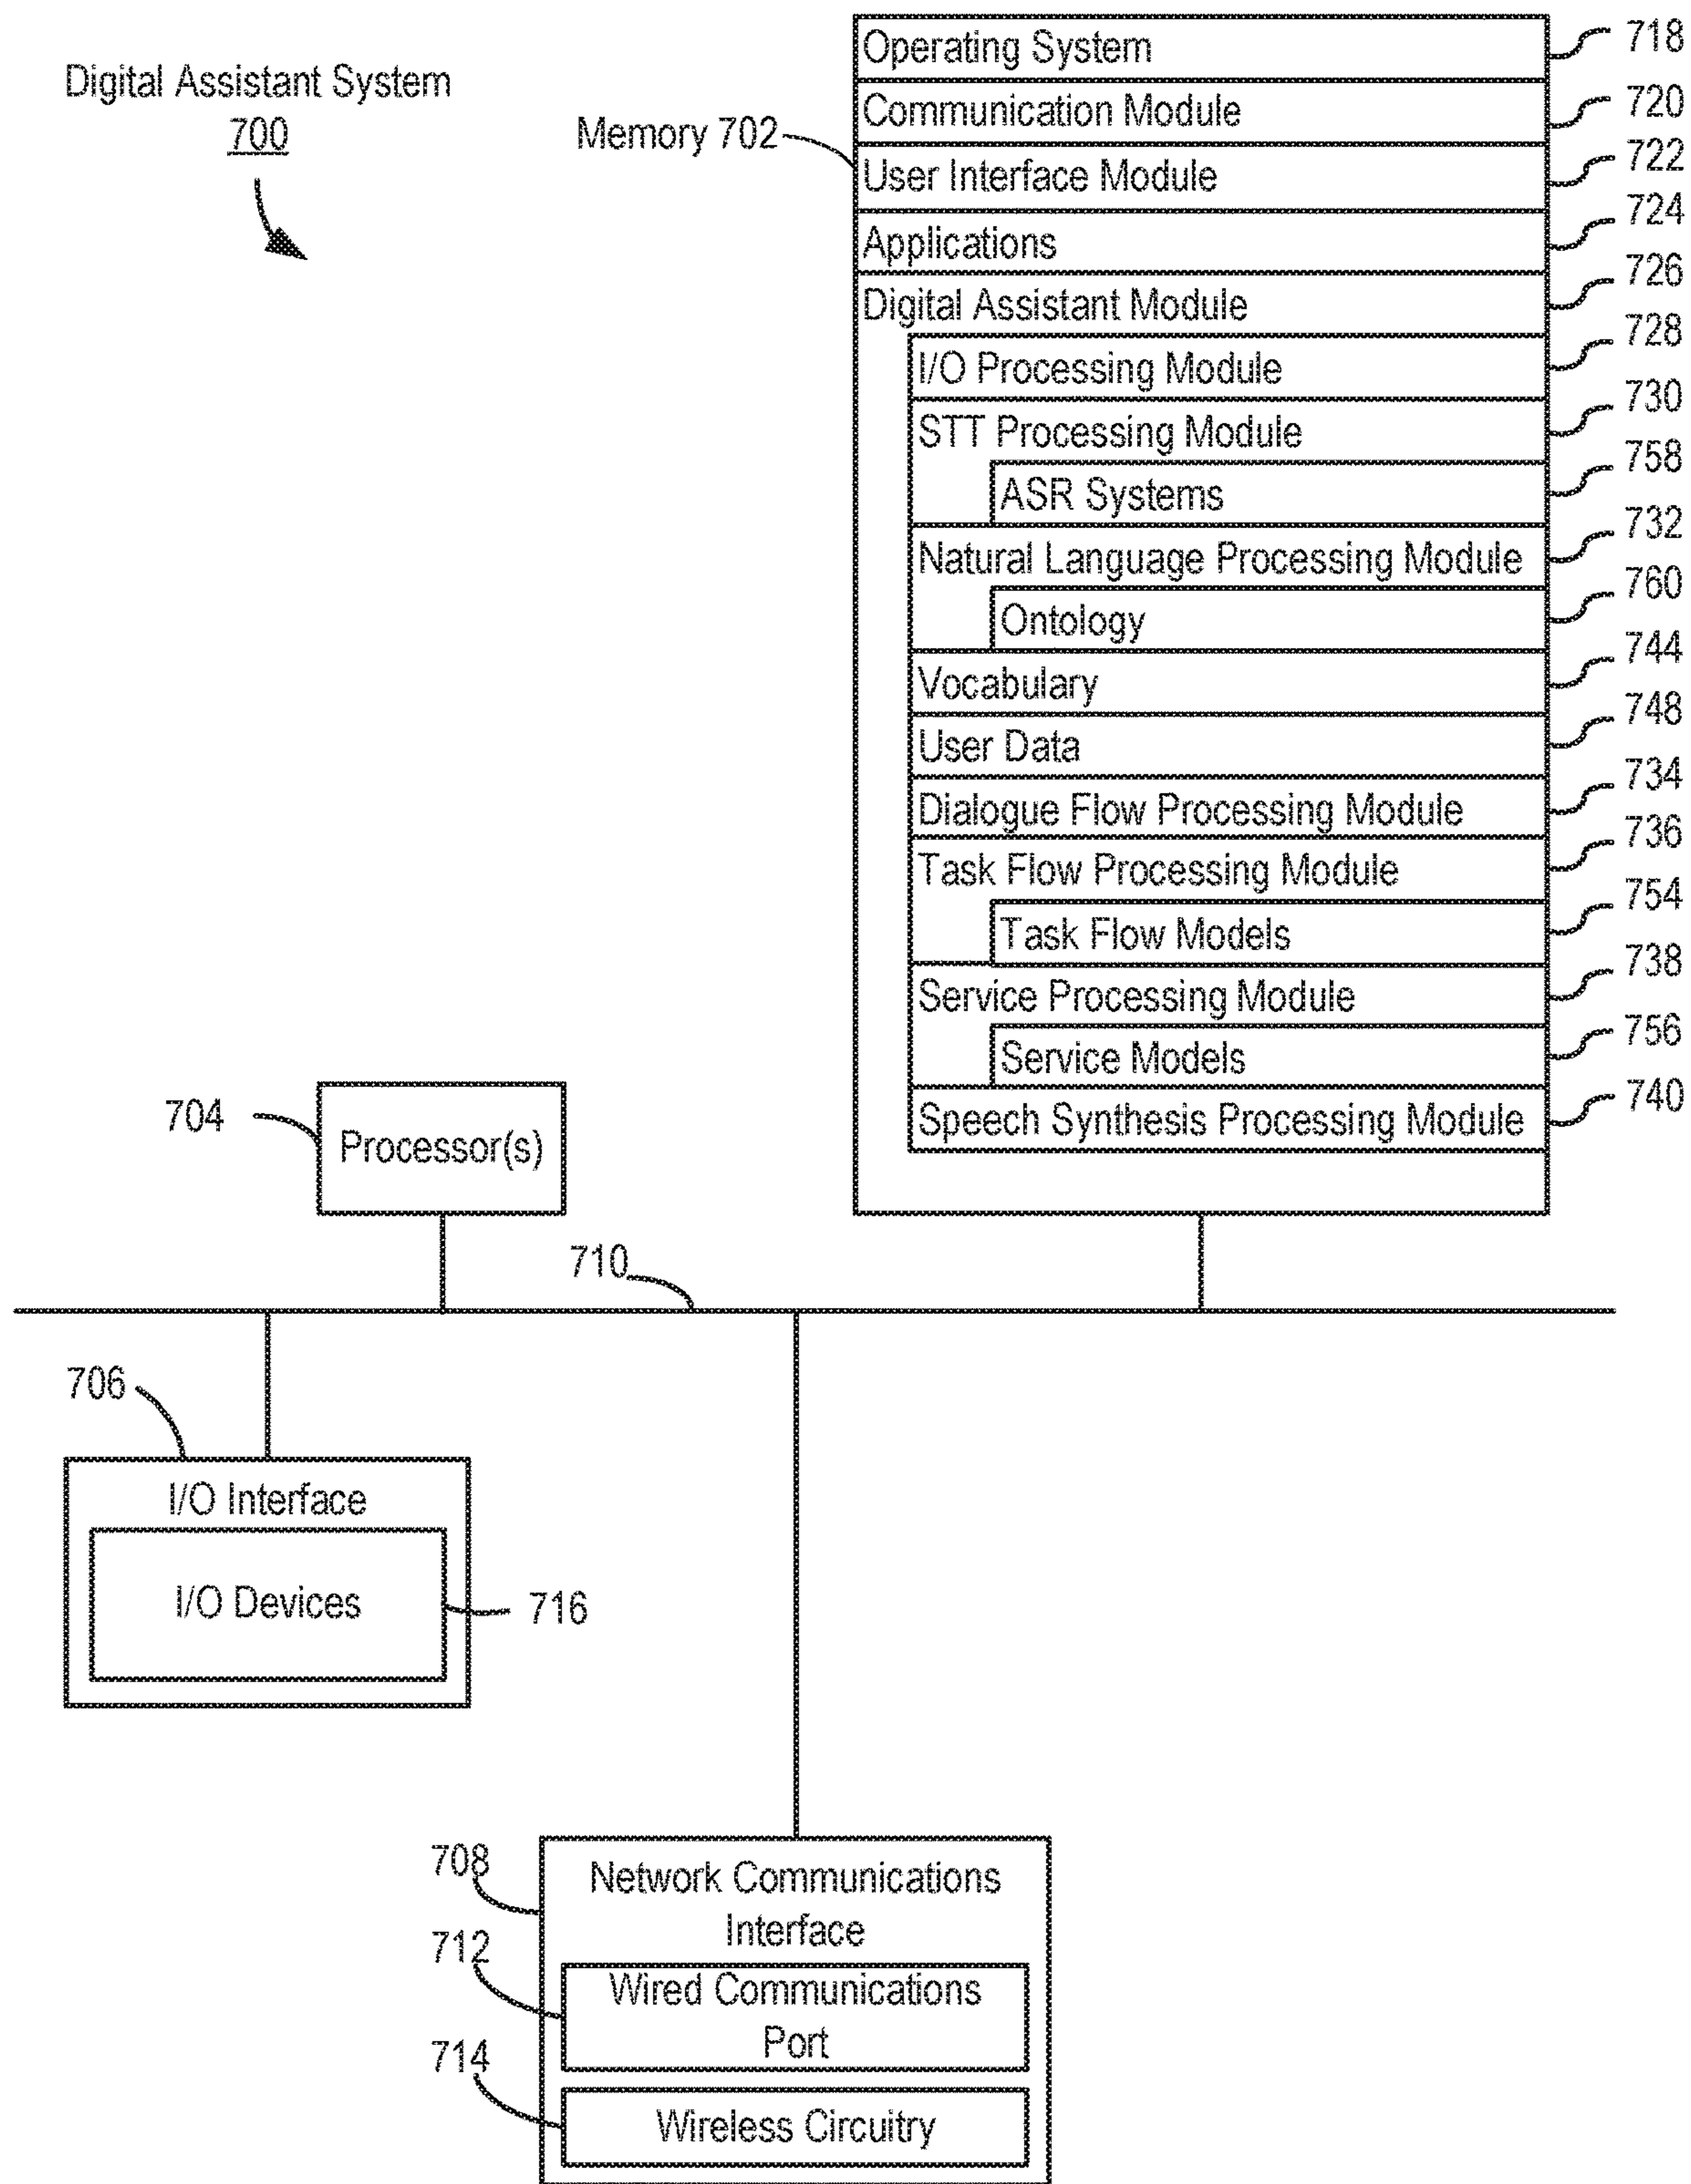 Digital Assistant System
700
Memory 702
Operating System 718
Communication Module 720
User Interface Module 722
Applications 724
Digital Assistant Module 726
I/O Processing Module 728
STT Processing Module 730
ASR Systems 758
Natural Language Processing Module 732
Ontology 760
Vocabulary 744
User Data 748
Dialogue Flow Processing Module 734
Task Flow Processing Module 736
Task Flow Models 754
Service Processing Module 738
Service Models 756
Speech Synthesis Processing Module 740
704
Processor(s)
710
706
I/O Interface
I/O Devices
716
708
Network Communications
Interface
712
Wired Communications
Port
714
Wireless Circuitry